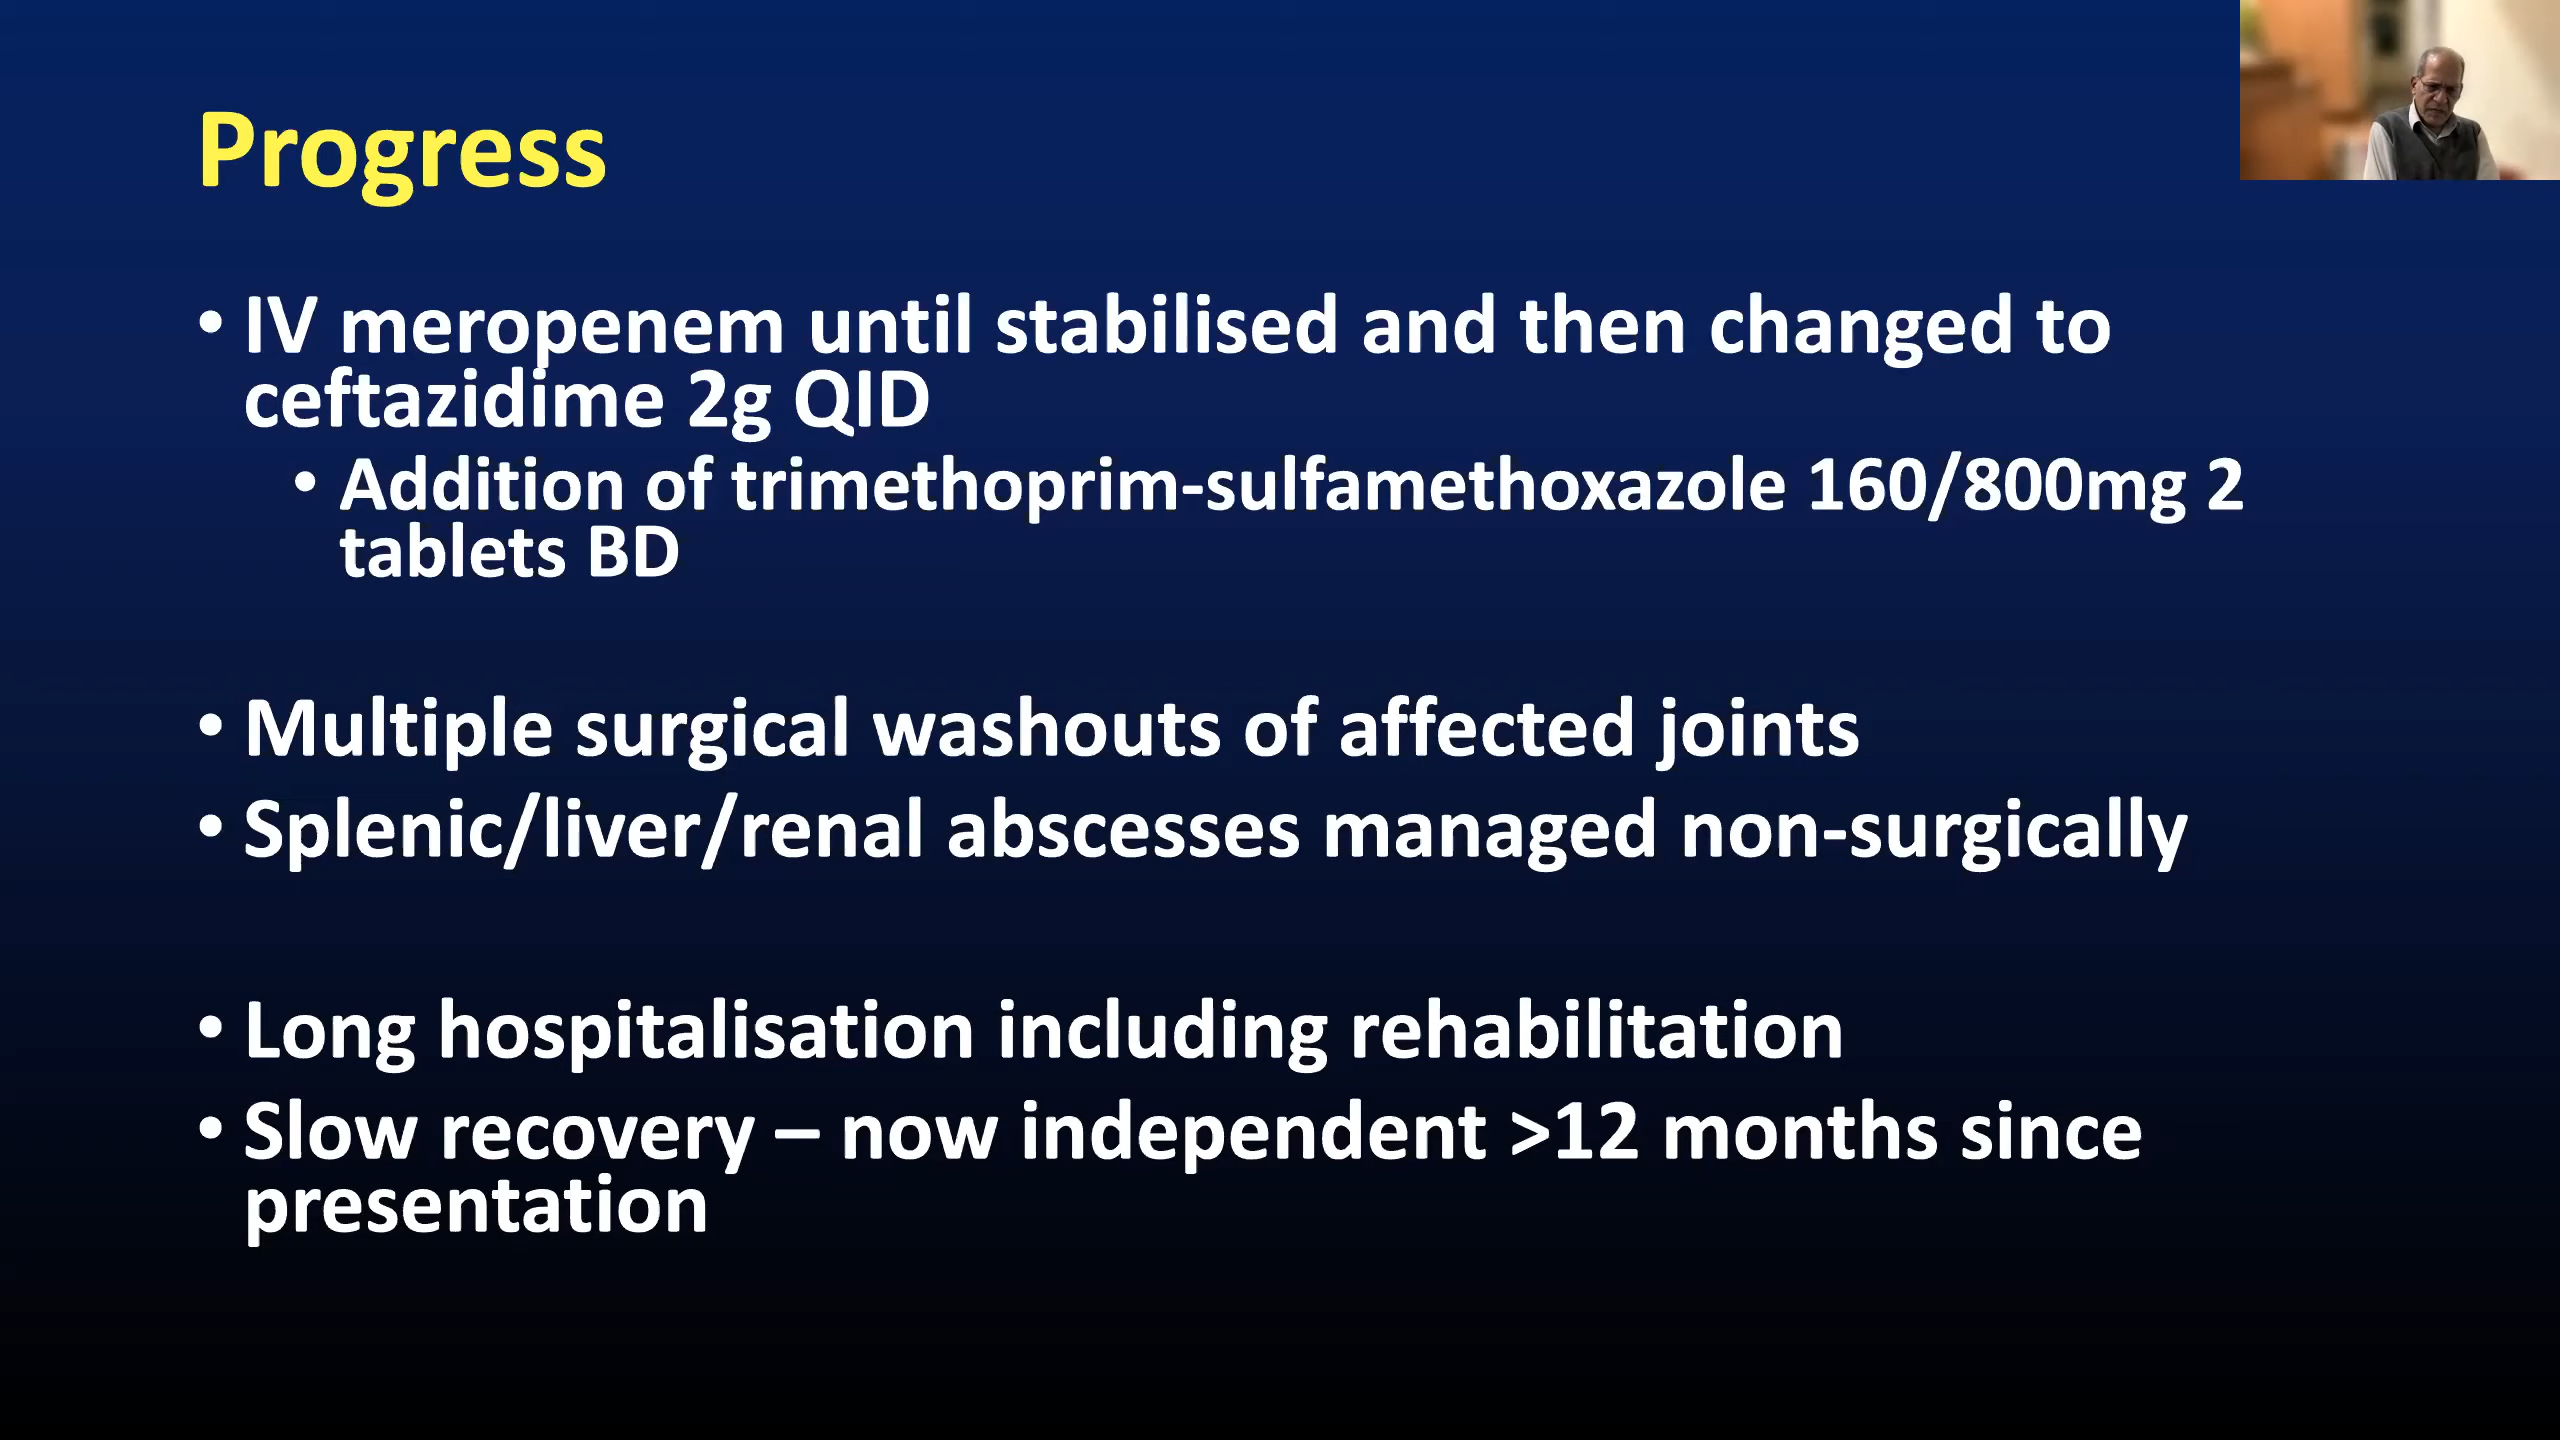 Progress
• IV meropenem until stabilised and then changed to
ceftazidime 2g QID
• Addition of trimethoprim-sulfamethoxazole 160/800mg 2
tablets BD
• Multiple surgical washouts of affected joints
• Splenic/liver/renal abscesses managed non-surgically
• Long hospitalisation including rehabilitation
• Slow recovery – now independent >12 months since
presentation